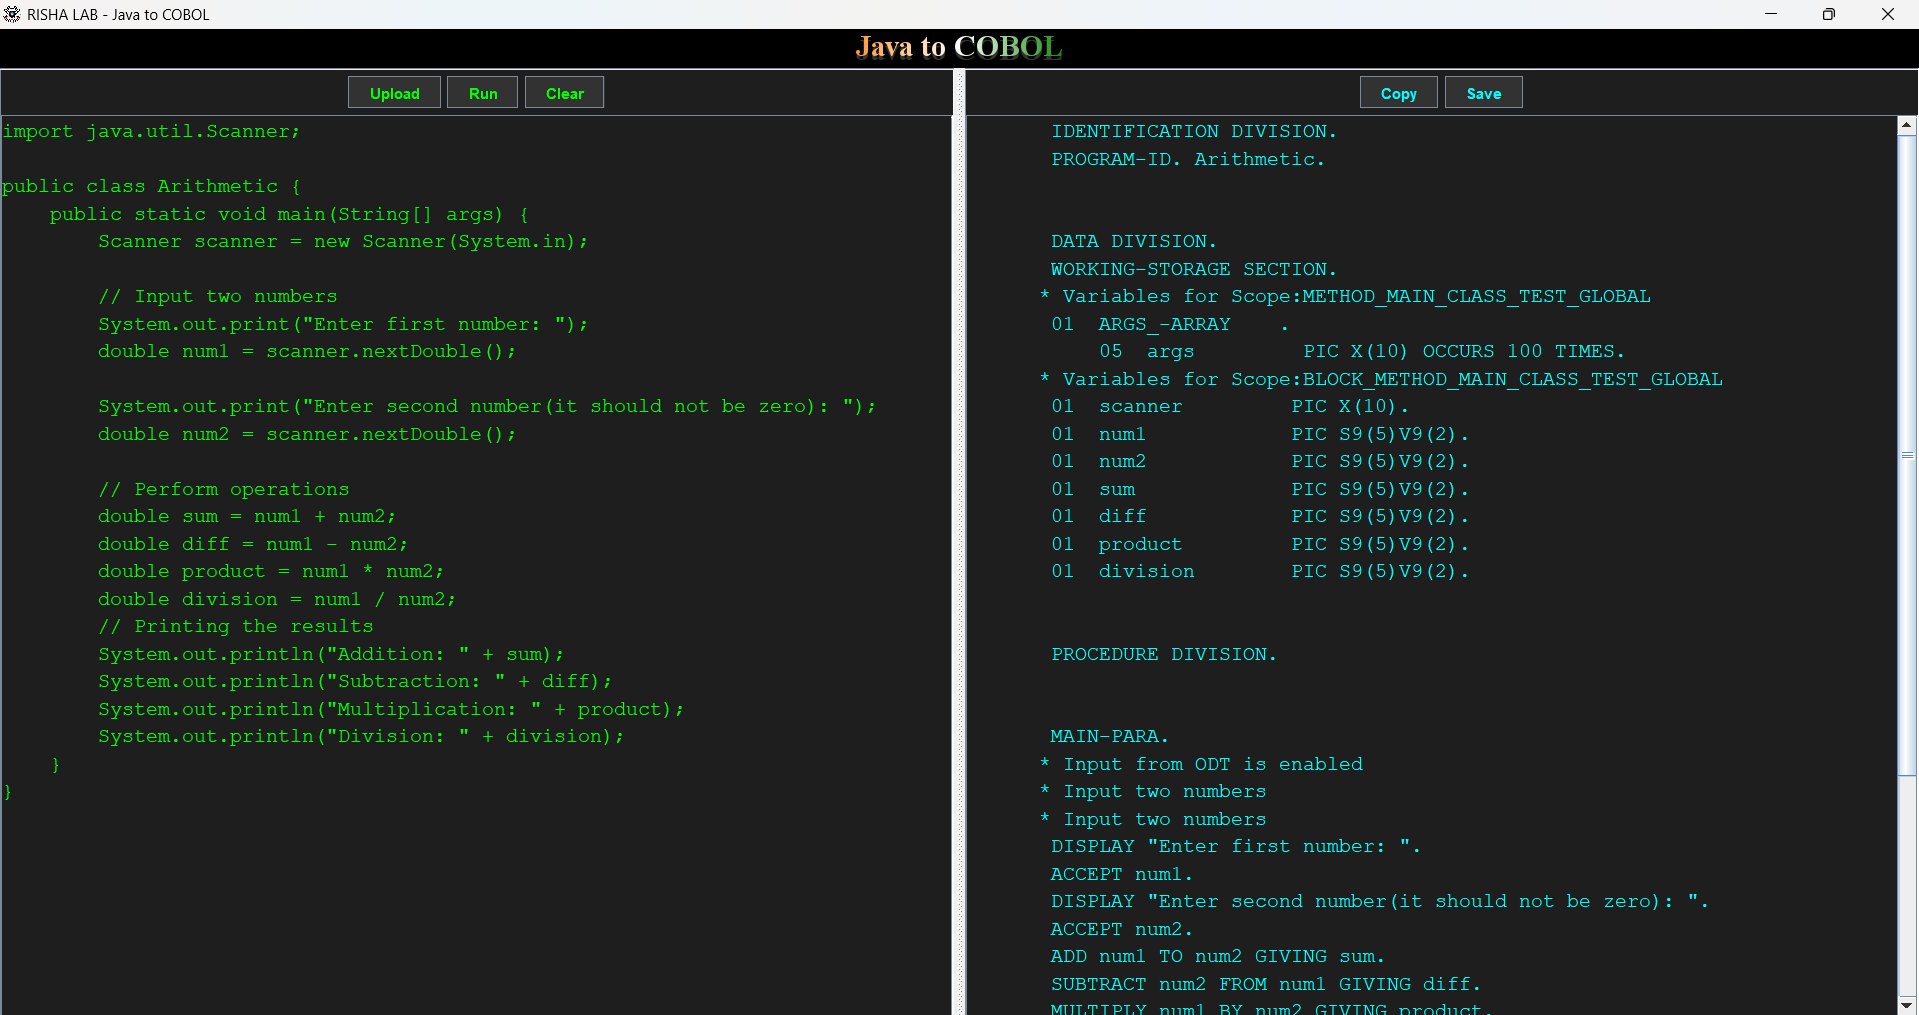 RISHA LAB - Java to COBOL
Java to COBOL
Upload Run Clear
import java.util.Scanner;
public class Arithmetic {
public static void main(String[] args) {
Scanner scanner = new Scanner(System.in);
// Input two numbers
System.out.print("Enter first number: ");
double num1 = scanner.nextDouble();
System.out.print("Enter second number(it should not be zero): ");
double num2 = scanner.nextDouble();
// Perform operations
double sum = num1 + num2;
double diff = num1 - num2;
double product = num1 * num2;
double division = num1 / num2;
// Printing the results
System.out.println("Addition: " + sum);
System.out.println("Subtraction: " + diff);
System.out.println("Multiplication: " + product);
System.out.println("Division: " + division);
}
}
Copy Save
IDENTIFICATION DIVISION.
PROGRAM-ID. Arithmetic.
DATA DIVISION.
WORKING-STORAGE SECTION.
* Variables for Scope:METHOD_MAIN_CLASS_TEST_GLOBAL
01 ARGS_-ARRAY .
05 args PIC X(10) OCCURS 100 TIMES.
* Variables for Scope:BLOCK_METHOD_MAIN_CLASS_TEST_GLOBAL
01 scanner PIC X(10).
01 num1 PIC S9(5)V9(2).
01 num2 PIC S9(5)V9(2).
01 sum PIC S9(5)V9(2).
01 diff PIC S9(5)V9(2).
01 product PIC S9(5)V9(2).
01 division PIC S9(5)V9(2).
PROCEDURE DIVISION.
MAIN-PARA.
* Input from ODT is enabled
* Input two numbers
* Input two numbers
DISPLAY "Enter first number: ".
ACCEPT num1.
DISPLAY "Enter second number(it should not be zero): ".
ACCEPT num2.
ADD num1 TO num2 GIVING sum.
SUBTRACT num2 FROM num1 GIVING diff.
MULTIPLY num1 BY num2 GIVING product.